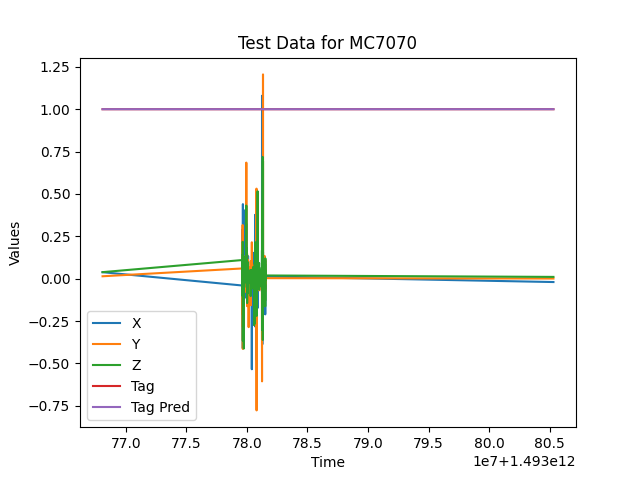 Test Data for MC7070
1.25
1.00
0.75
0.50
0.25
0.00
−0.25
−0.50
−0.75
Values
X
Y
Z
Tag
Tag Pred
77.0 77.5 78.0 78.5 79.0 79.5 80.0 80.5
Time
1e7+1.493e12